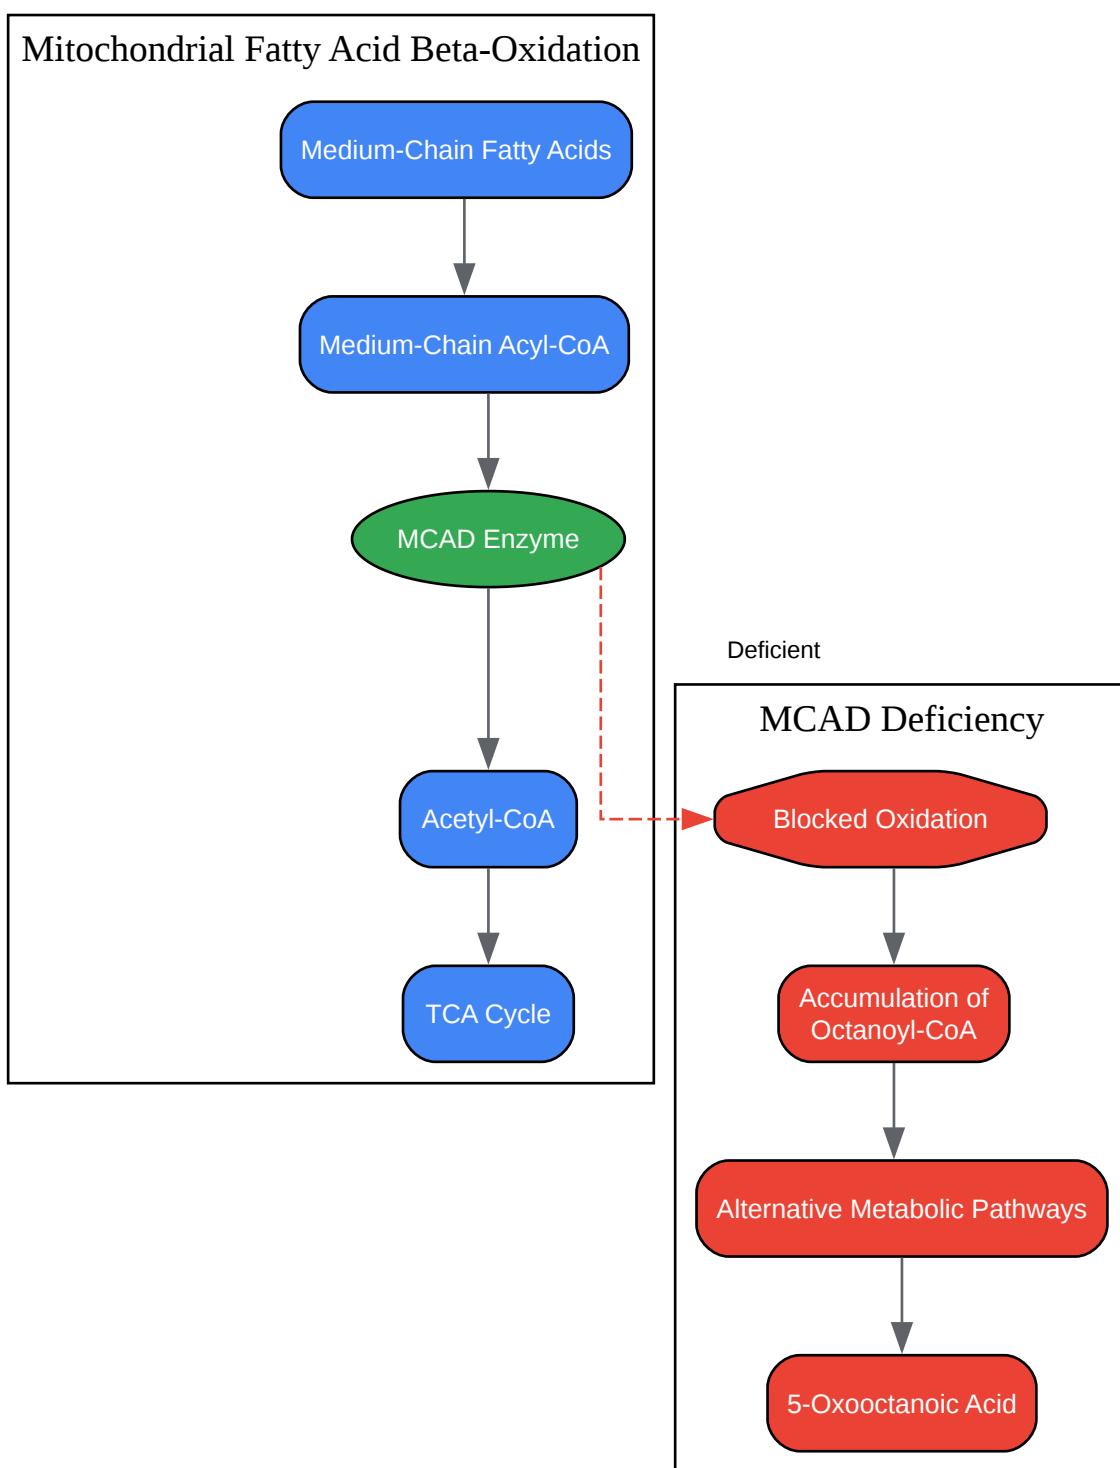 Mitochondrial Fatty Acid Beta-Oxidation
Medium-Chain Fatty Acids
Medium-Chain Acyl-CoA
MCAD Enzyme
Acetyl-CoA
TCA Cycle
Deficient
MCAD Deficiency
Blocked Oxidation
Accumulation of
Octanoyl-CoA
Alternative Metabolic Pathways
5-Oxooctanoic Acid